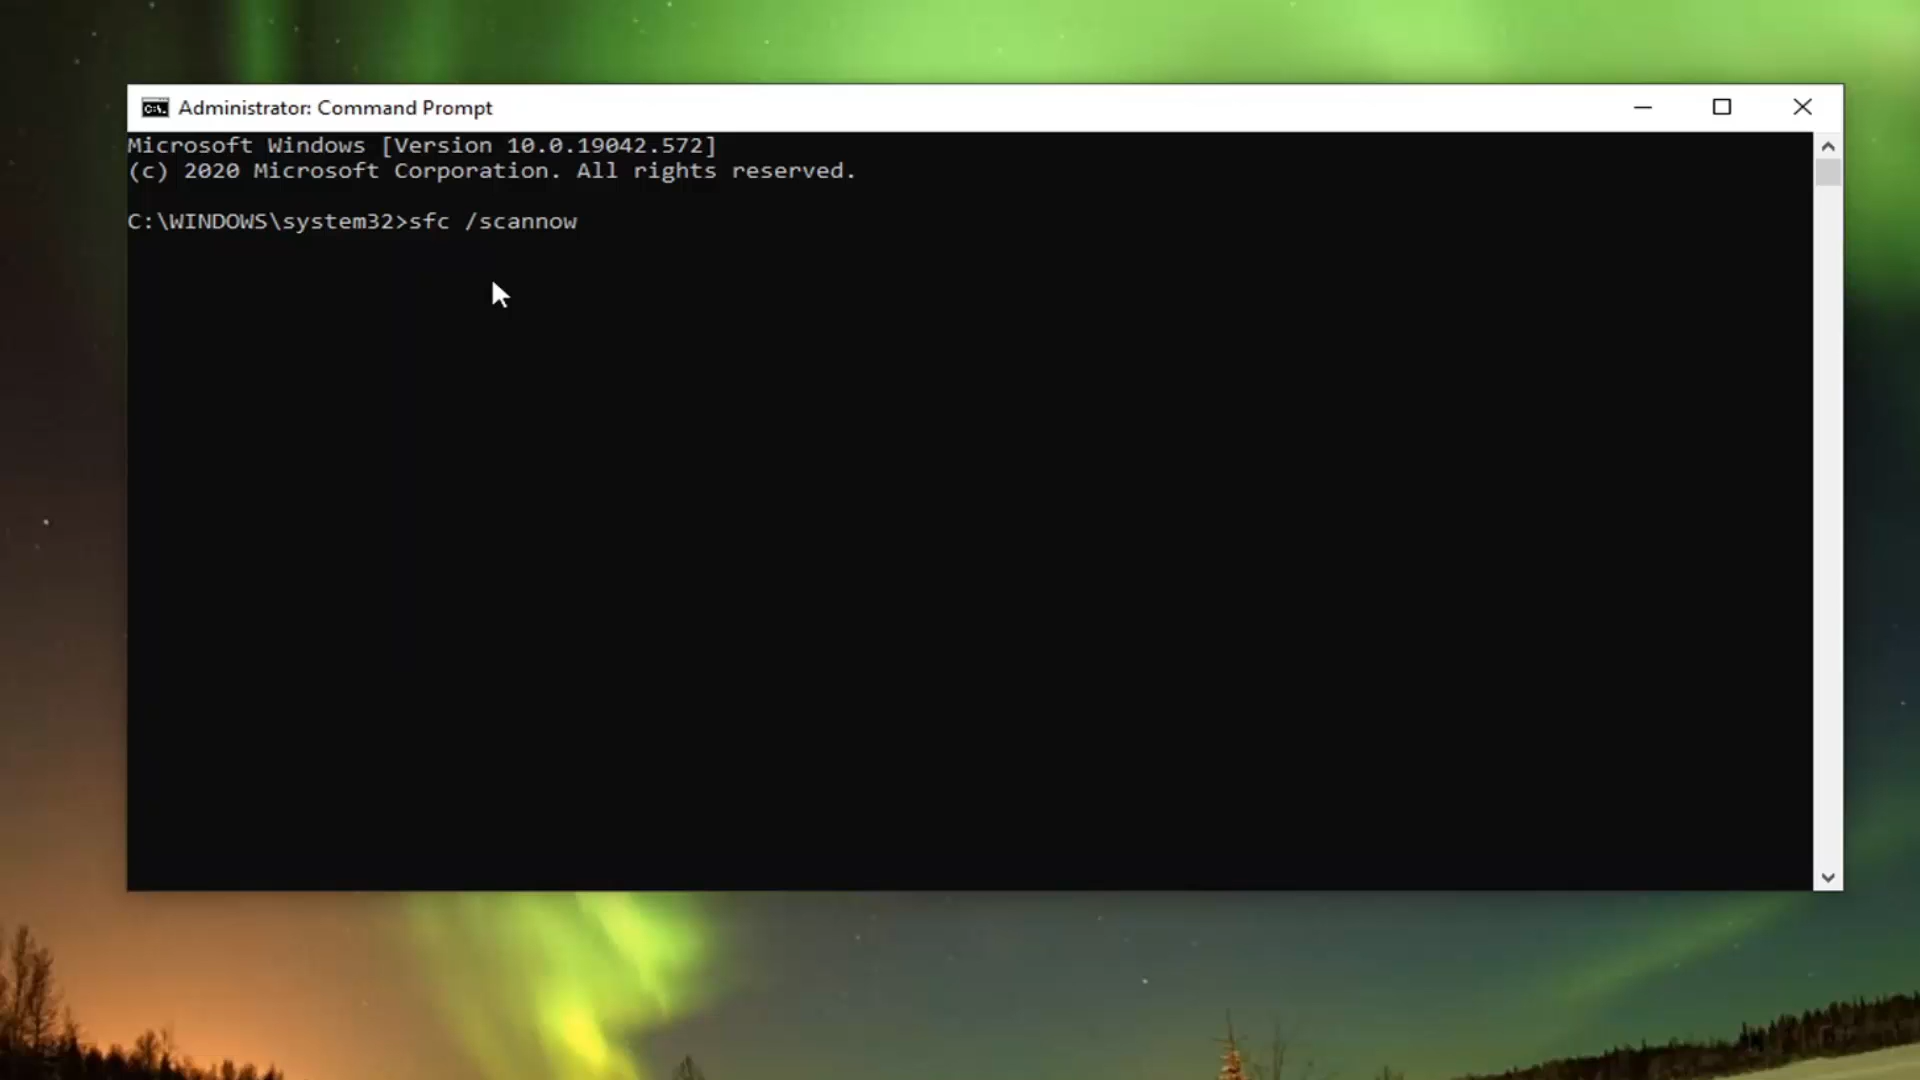 Administrator: Command Prompt
Microsoft Windows [Version 10.0.19042.572]
(c) 2020 Microsoft Corporation. All rights reserved.
C:\WINDOWS\system32>sfc /scannow